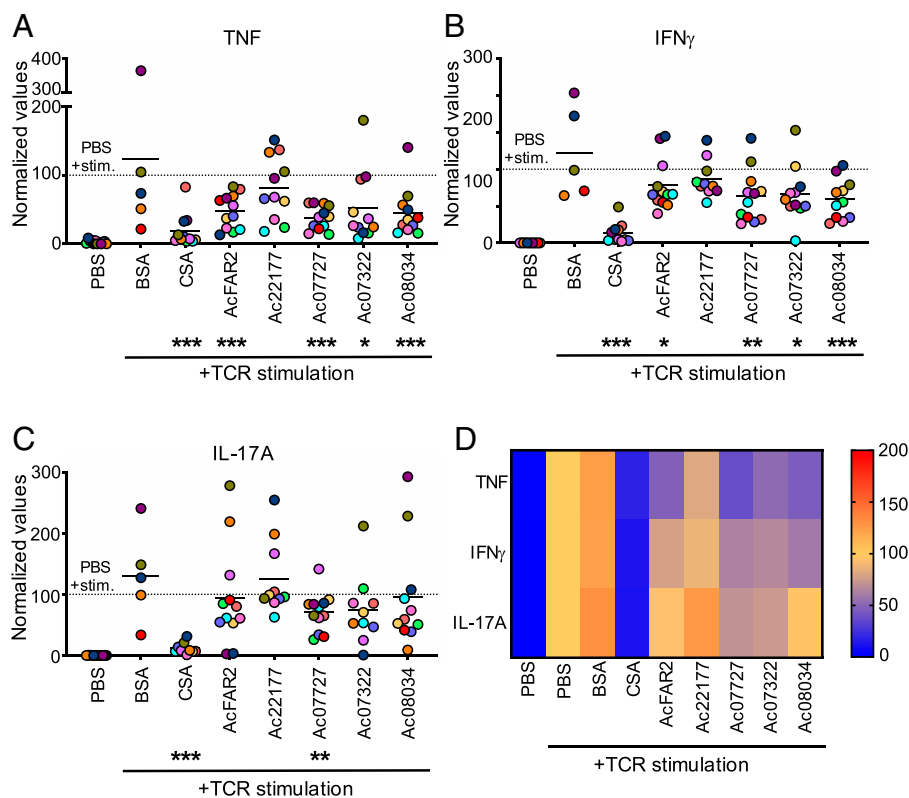 A
TNF
Normalized values
400
300
200
100
0
PBS
+stim.
PBS
BSA
CSA
AcFAR2
Ac22177
Ac07727
Ac07322
Ac08034
*** *** *** * ***
+TCR stimulation
B
IFNγ
Normalized values
300
200
100
0
PBS
+stim.
PBS
BSA
CSA
AcFAR2
Ac22177
Ac07727
Ac07322
Ac08034
*** * ** * ***
+TCR stimulation
C
IL-17A
Normalized values
300
200
100
0
PBS
+stim.
PBS
BSA
CSA
AcFAR2
Ac22177
Ac07727
Ac07322
Ac08034
*** **
+TCR stimulation
D
TNF
IFNγ
IL-17A
200
150
100
50
0
PBS
PBS
BSA
CSA
AcFAR2
Ac22177
Ac07727
Ac07322
Ac08034
+TCR stimulation